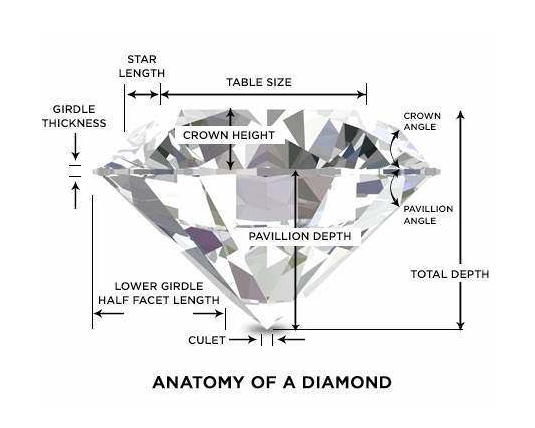 STAR
LENGTH
TABLE SIZE
GIRDLE
THICKNESS
CROWN HEIGHT
CROWN
ANGLE
PAVILLION
ANGLE
PAVILLION DEPTH
TOTAL DEPTH
LOWER GIRDLE
HALF FACET LENGTH
CULET
ANATOMY OF A DIAMOND